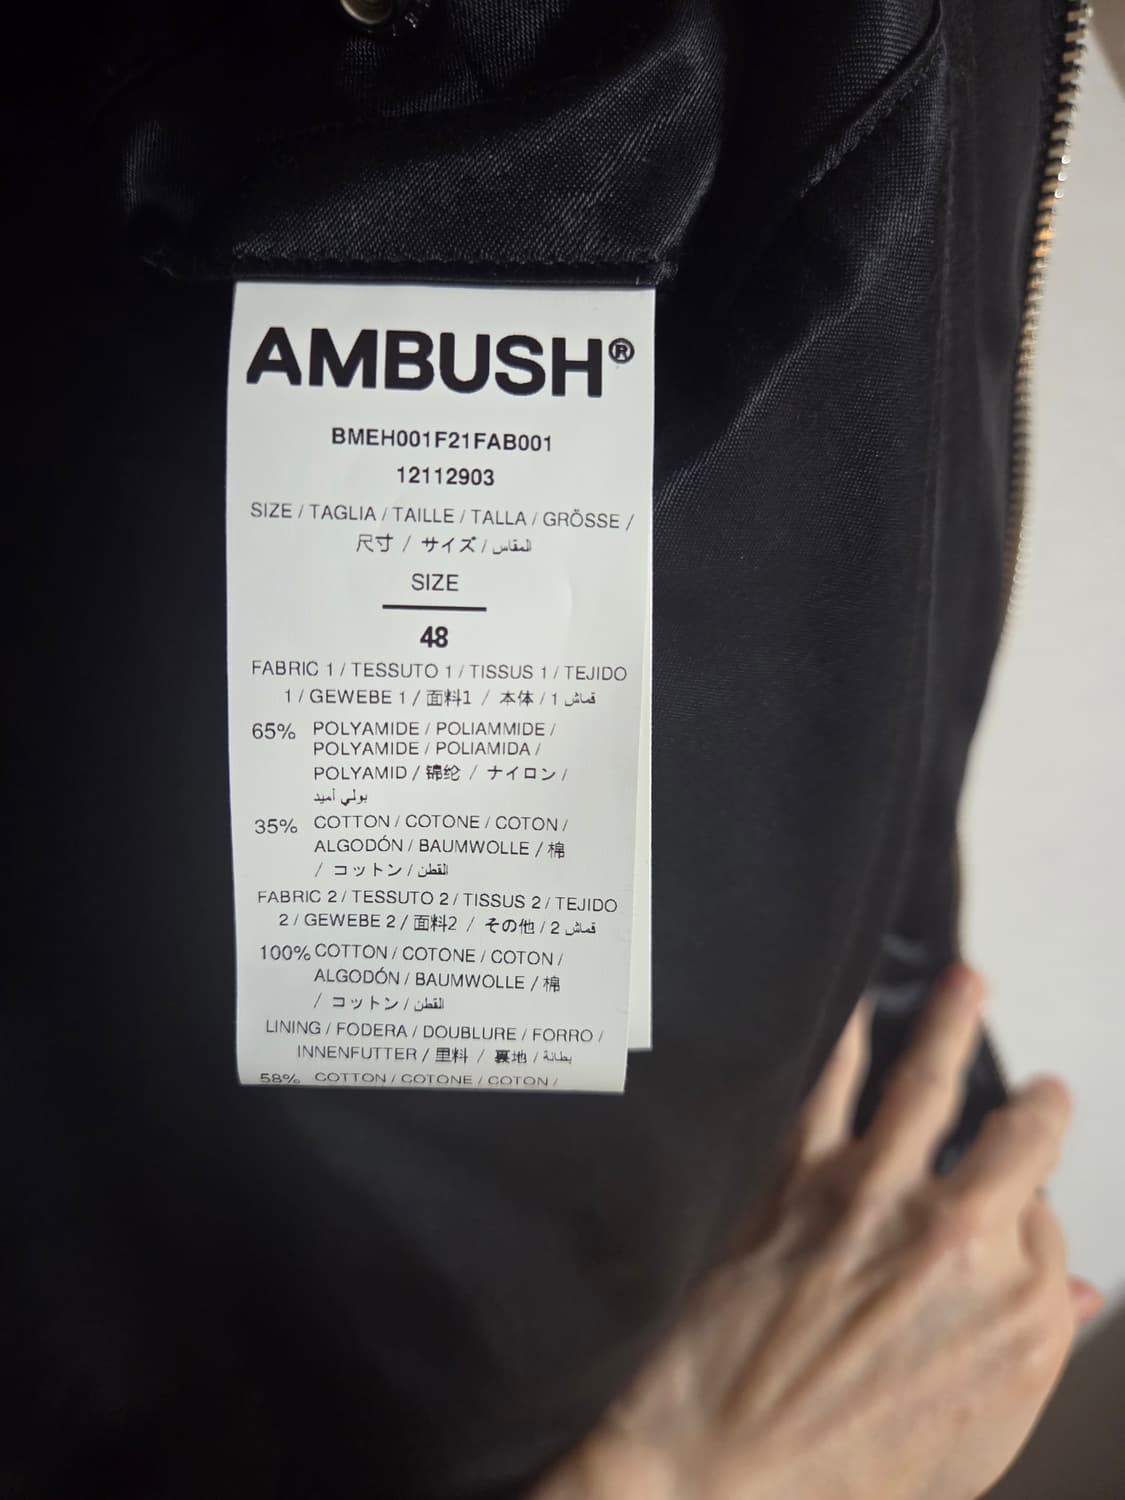 AMBUSH®
BMEH001F21FAB001
12112903
SIZE / TAGLIA / TAILLE / TALLA / GRÖSSE /
尺寸 / サイズ / المقاس
SIZE
48
FABRIC 1 / TESSUTO 1 / TISSUS 1 / TEJIDO
1 / GEWEBE 1 / 面料1 / 本体 / 1 قماش
65% POLYAMIDE / POLIAMMIDE /
POLYAMIDE / POLIAMIDA /
POLYAMID / 锦纶 / ナイロン /
بولي أميد
35% COTTON / COTONE / COTON /
ALGODÓN / BAUMWOLLE / 棉
/ コットン / القطن
FABRIC 2 / TESSUTO 2 / TISSUS 2 / TEJIDO
2 / GEWEBE 2 / 面料2 / その他 / 2 قماش
100% COTTON / COTONE / COTON /
ALGODÓN / BAUMWOLLE / 棉
/ コットン / القطن
LINING / FODERA / DOUBLURE / FORRO /
INNENFUTTER / 里料 / 裏地 / بطانة
58% COTTON / COTONE / COTON /